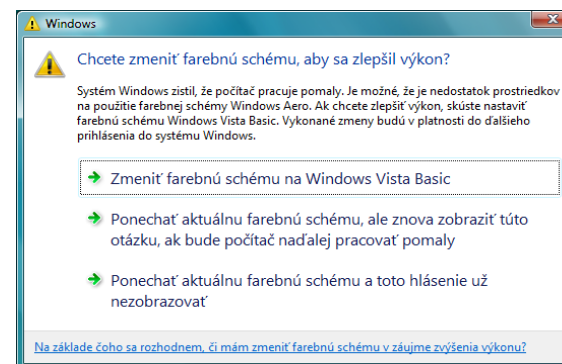 Windows
Chcete zmeniť farebnú schému, aby sa zlepšil výkon?
Systém Windows zistil, že počítač pracuje pomaly. Je možné, že je nedostatok prostriedkov
na použitie farebnej schémy Windows Aero. Ak chcete zlepšiť výkon, skúste nastaviť
farebnú schému Windows Vista Basic. Vykonané zmeny budú v platnosti do ďalšieho
prihlásenia do systému Windows.
Zmeniť farebnú schému na Windows Vista Basic
Ponechať aktuálnu farebnú schému, ale znova zobraziť túto
otázku, ak bude počítač naďalej pracovať pomaly
Ponechať aktuálnu farebnú schému a toto hlásenie už
nezobrazovať
Na základe čoho sa rozhodnem, či mám zmeniť farebnú schému v záujme zvýšenia výkonu?